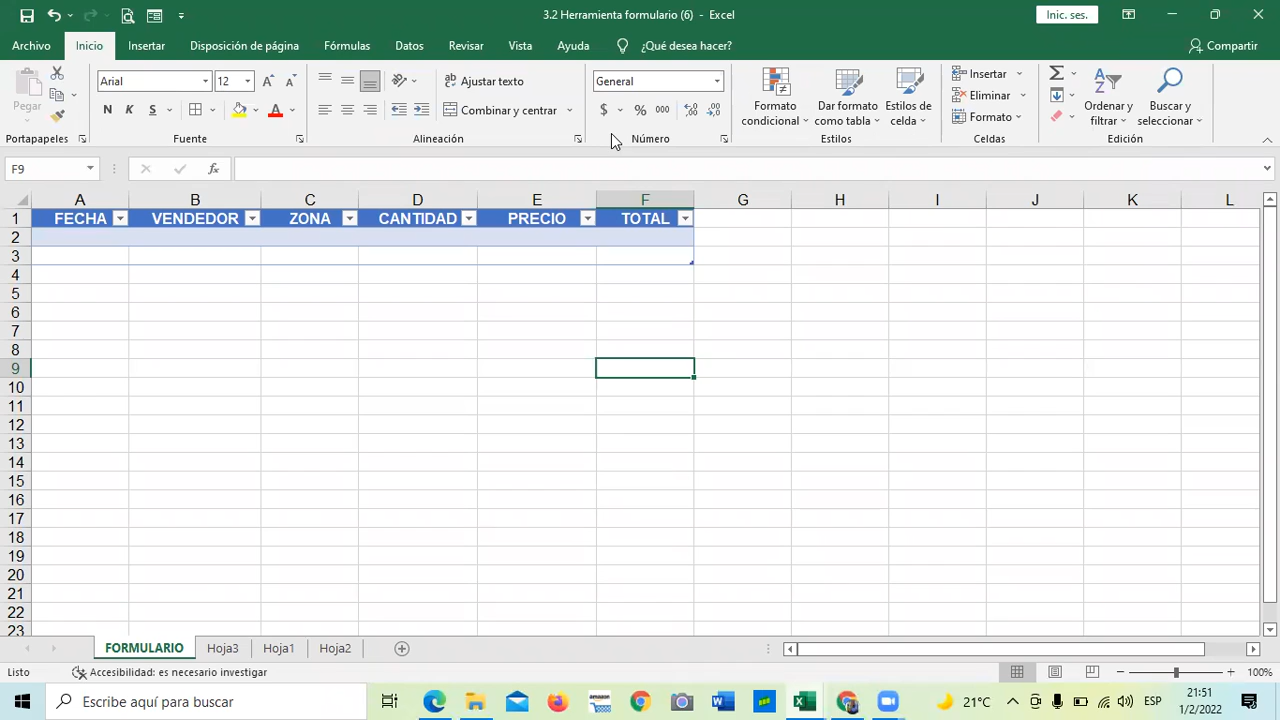 3.2 Herramienta formulario (6) - Excel
Inic. ses.
Archivo Inicio Insertar Disposición de página Fórmulas Datos Revisar Vista Ayuda ¿Qué desea hacer? Compartir
Pegar
Arial 12
N K S
Ajustar texto
Combinar y centrar
General
$ % 000
Formato condicional
Dar formato como tabla
Estilos de celda
Insertar
Eliminar
Formato
Ordenar y filtrar
Buscar y seleccionar
Portapapeles Fuente Alineación Número Estilos Celdas Edición
F9 fx
A B C D E F G H I J K L
1 FECHA VENDEDOR ZONA CANTIDAD PRECIO TOTAL
2
3
4
5
6
7
8
9
10
11
12
13
14
15
16
17
18
19
20
21
22
23
FORMULARIO Hoja3 Hoja1 Hoja2
Listo Accesibilidad: es necesario investigar 100%
Escribe aquí para buscar
amazon
21°C ESP
21:51
1/2/2022